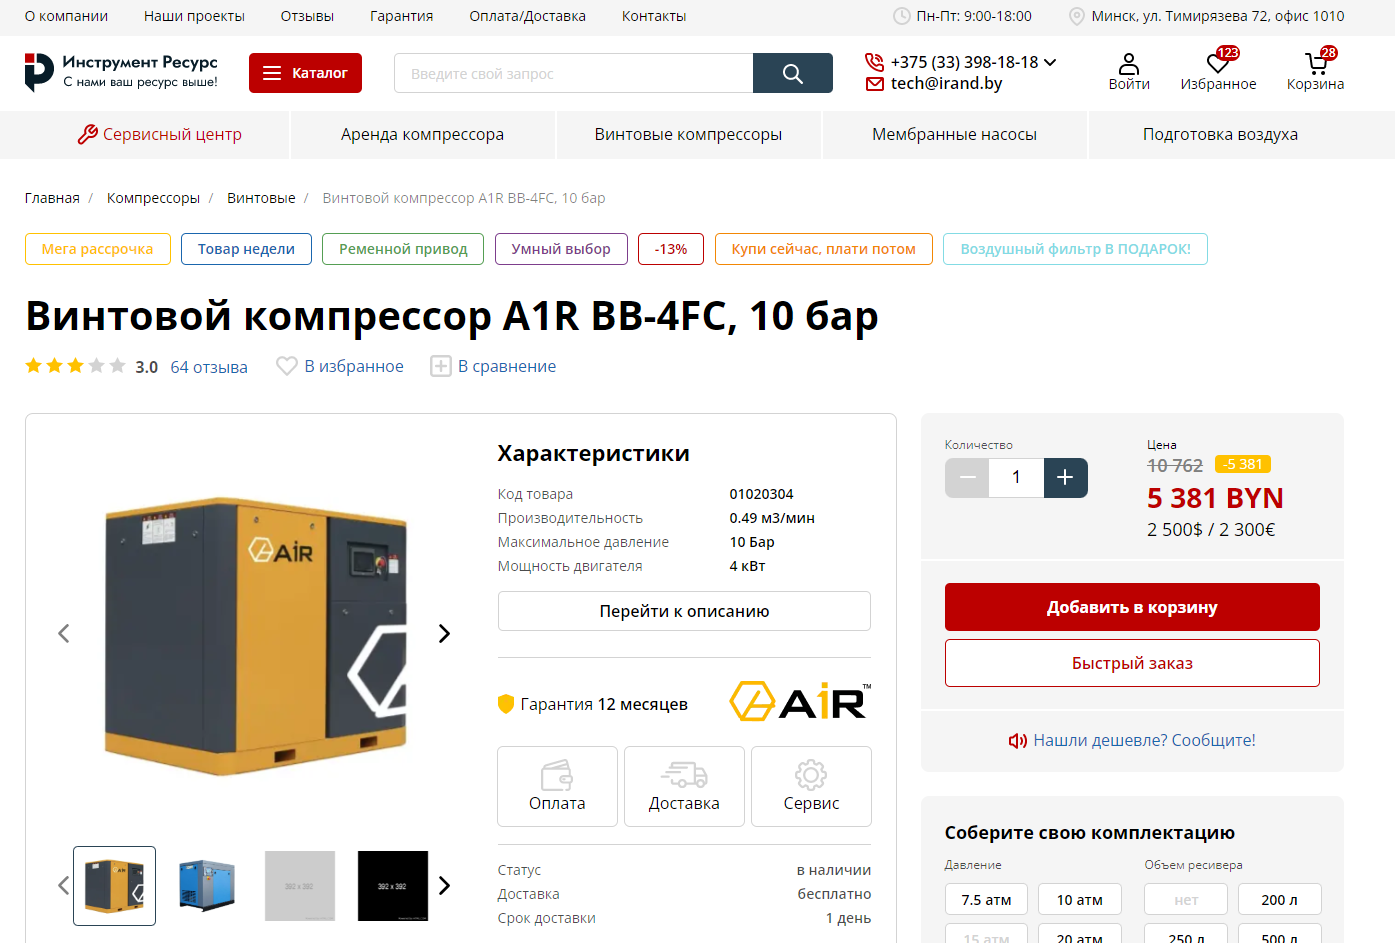 О компании Наши проекты Отзывы Гарантия Оплата/Доставка Контакты Пн-Пт: 9:00-18:00 Минск, ул. Тимирязева 72, офис 1010
Инструмент Ресурс
С нами ваш ресурс выше!
Каталог
Введите свой запрос
+375 (33) 398-18-18
tech@irand.by
Войти
123
Избранное
28
Корзина
Сервисный центр Аренда компрессора Винтовые компрессоры Мембранные насосы Подготовка воздуха
Главная / Компрессоры / Винтовые / Винтовой компрессор A1R BB-4FC, 10 бар
Мега рассрочка Товар недели Ременной привод Умный выбор -13% Купи сейчас, плати потом Воздушный фильтр В ПОДАРОК!
Винтовой компрессор A1R BB-4FC, 10 бар
3.0 64 отзыва В избранное В сравнение
AiR
392 x 392
392 x 392
Характеристики
Код товара 01020304
Производительность 0.49 м3/мин
Максимальное давление 10 Бар
Мощность двигателя 4 кВт
Перейти к описанию
Гарантия 12 месяцев
AiR™
Оплата Доставка Сервис
Статус в наличии
Доставка бесплатно
Срок доставки 1 день
Количество
1
Цена
10 762 -5 381
5 381 BYN
2 500$ / 2 300€
Добавить в корзину
Быстрый заказ
Нашли дешевле? Сообщите!
Соберите свою комплектацию
Давление Объем ресивера
7.5 атм 10 атм нет 200 л
15 атм 20 атм 250 л 500 л